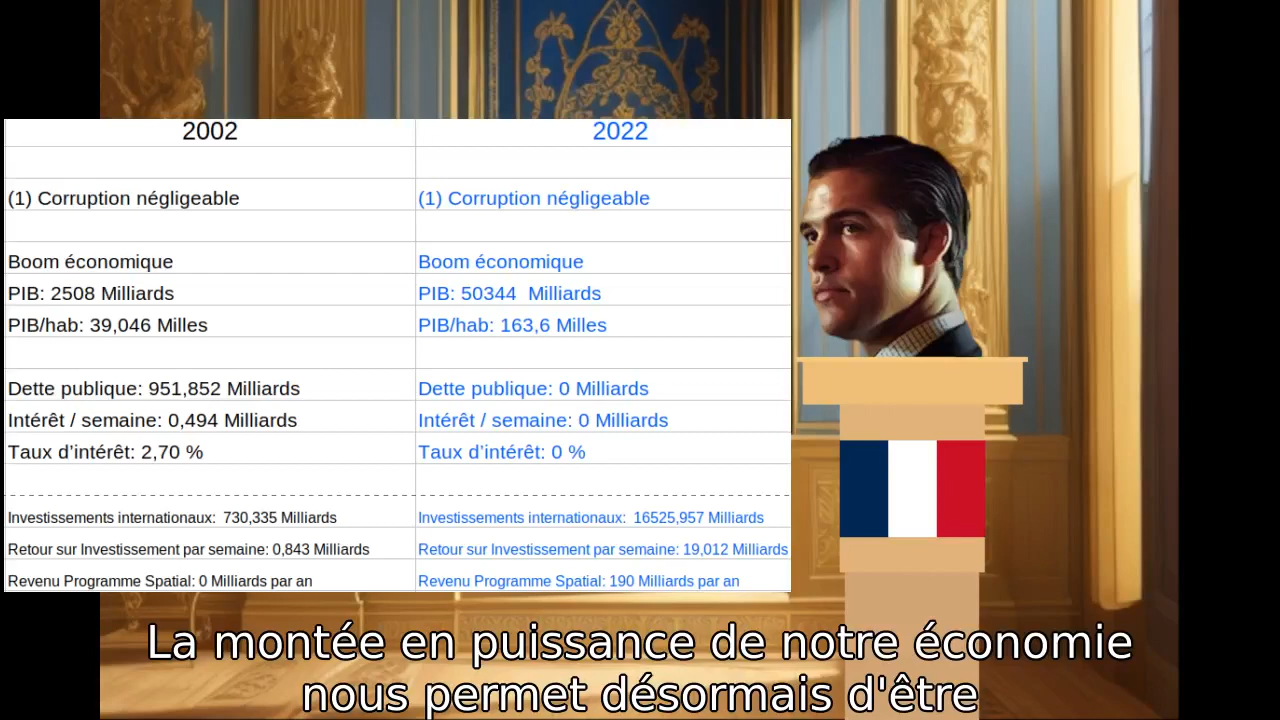 2002 2022
(1) Corruption négligeable (1) Corruption négligeable
Boom économique Boom économique
PIB: 2508 Milliards PIB: 50344  Milliards
PIB/hab: 39,046 Milles PIB/hab: 163,6 Milles
Dette publique: 951,852 Milliards Dette publique: 0 Milliards
Intérêt / semaine: 0,494 Milliards Intérêt / semaine: 0 Milliards
Taux d’intérêt: 2,70 % Taux d’intérêt: 0 %
Investissements internationaux:  730,335 Milliards Investissements internationaux:  16525,957 Milliards
Retour sur Investissement par semaine: 0,843 Milliards Retour sur Investissement par semaine: 19,012 Milliards
Revenu Programme Spatial: 0 Milliards par an Revenu Programme Spatial: 190 Milliards par an
La montée en puissance de notre économie
nous permet désormais d'être